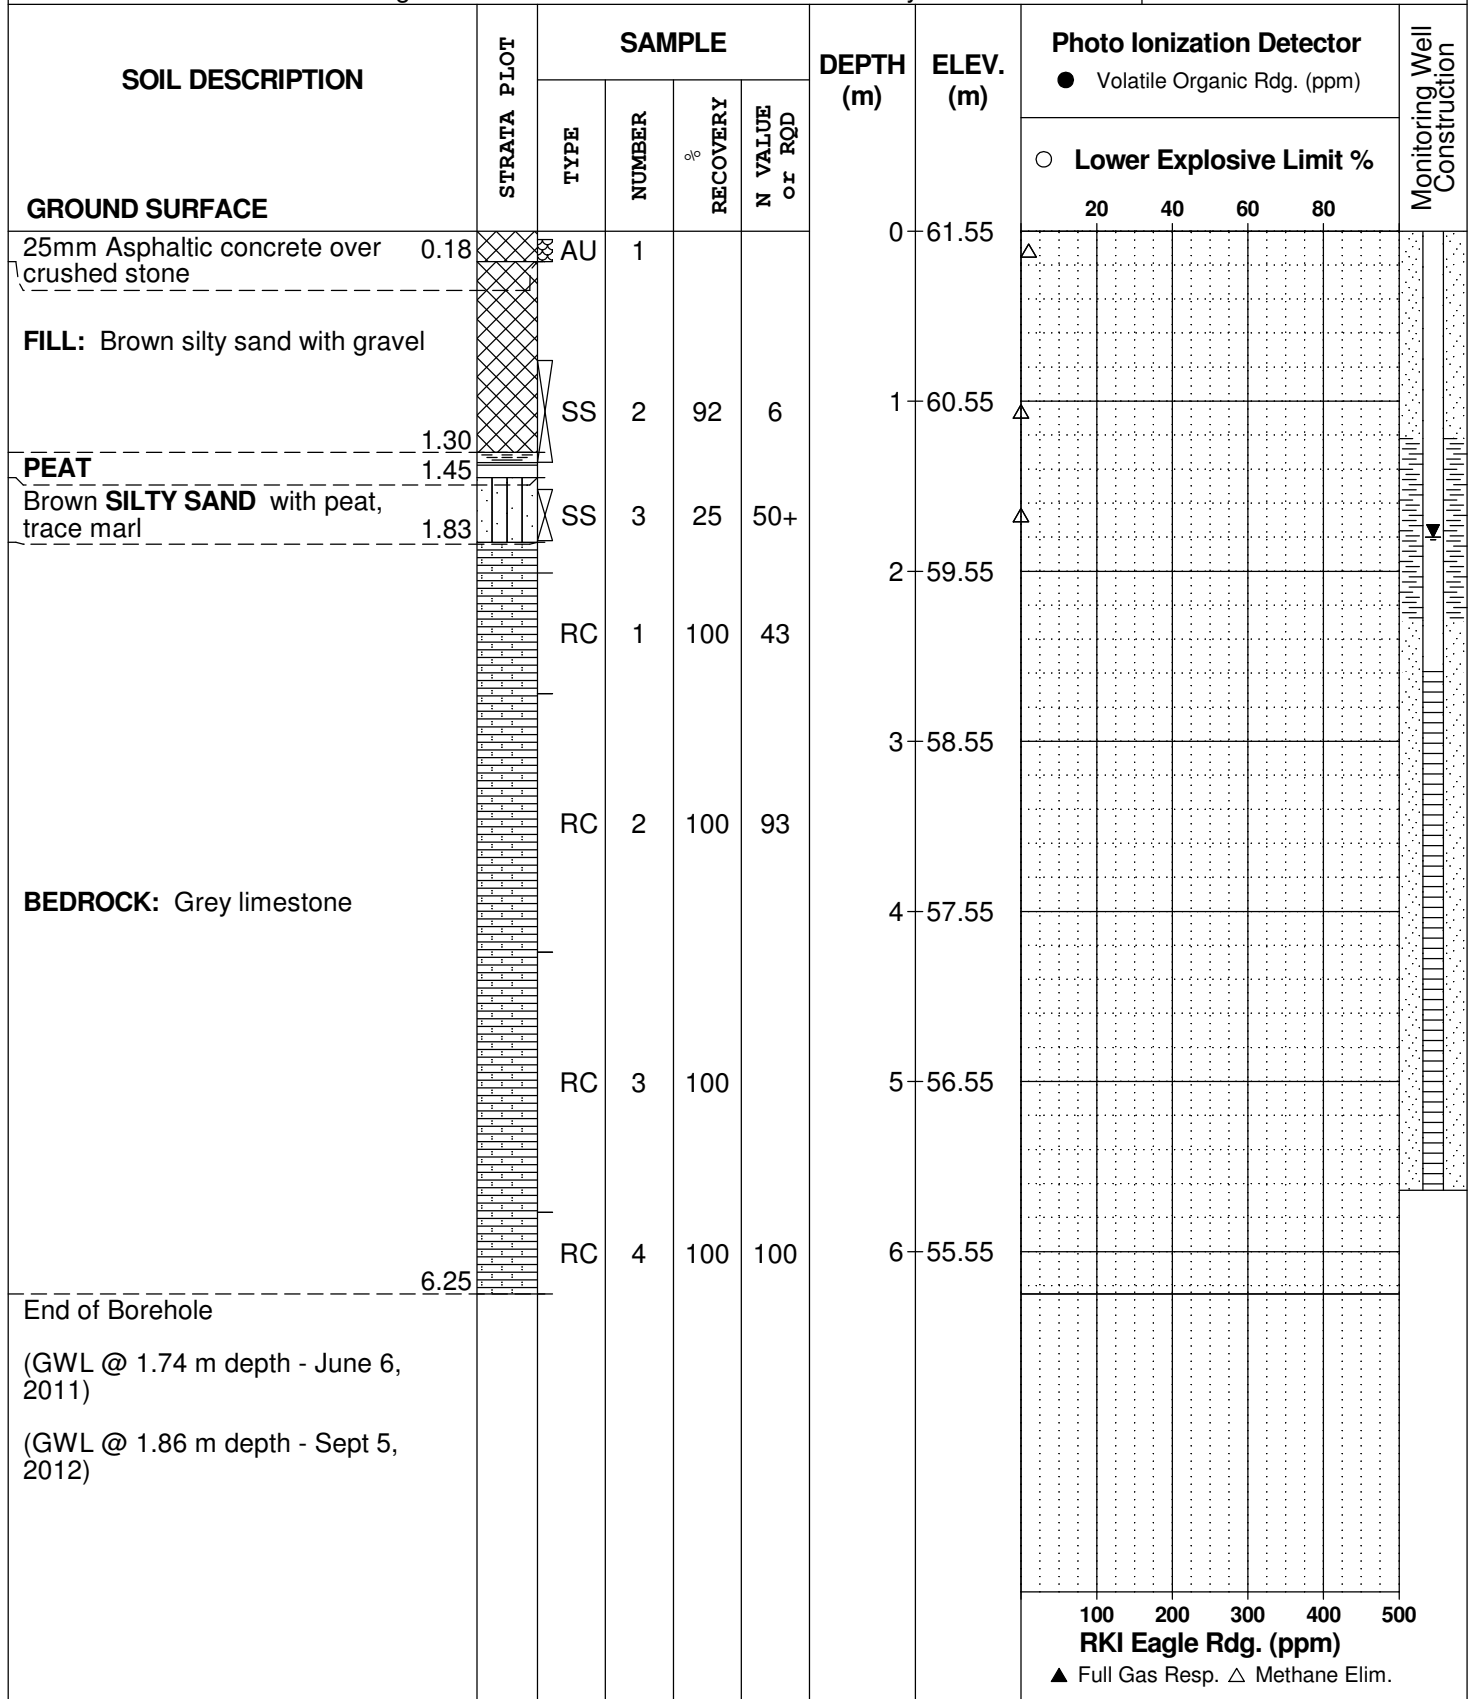 SOIL DESCRIPTION
GROUND SURFACE
STRATA PLOT
SAMPLE
TYPE
NUMBER
%
RECOVERY
N VALUE
or RQD
DEPTH
(m)
ELEV.
(m)
Photo Ionization Detector
● Volatile Organic Rdg. (ppm)
○ Lower Explosive Limit %
20 40 60 80
Monitoring Well
Construction
0 61.55
25mm Asphaltic concrete over 0.18 AU 1
crushed stone
FILL: Brown silty sand with gravel
SS 2 92 6 1 60.55
1.30
PEAT 1.45
Brown SILTY SAND with peat,
trace marl 1.83 SS 3 25 50+
2 59.55
RC 1 100 43
3 58.55
RC 2 100 93
BEDROCK: Grey limestone 4 57.55
RC 3 100 5 56.55
RC 4 100 100 6 55.55
6.25
End of Borehole
(GWL @ 1.74 m depth - June 6,
2011)
(GWL @ 1.86 m depth - Sept 5,
2012)
100 200 300 400 500
RKI Eagle Rdg. (ppm)
▲ Full Gas Resp. △ Methane Elim.